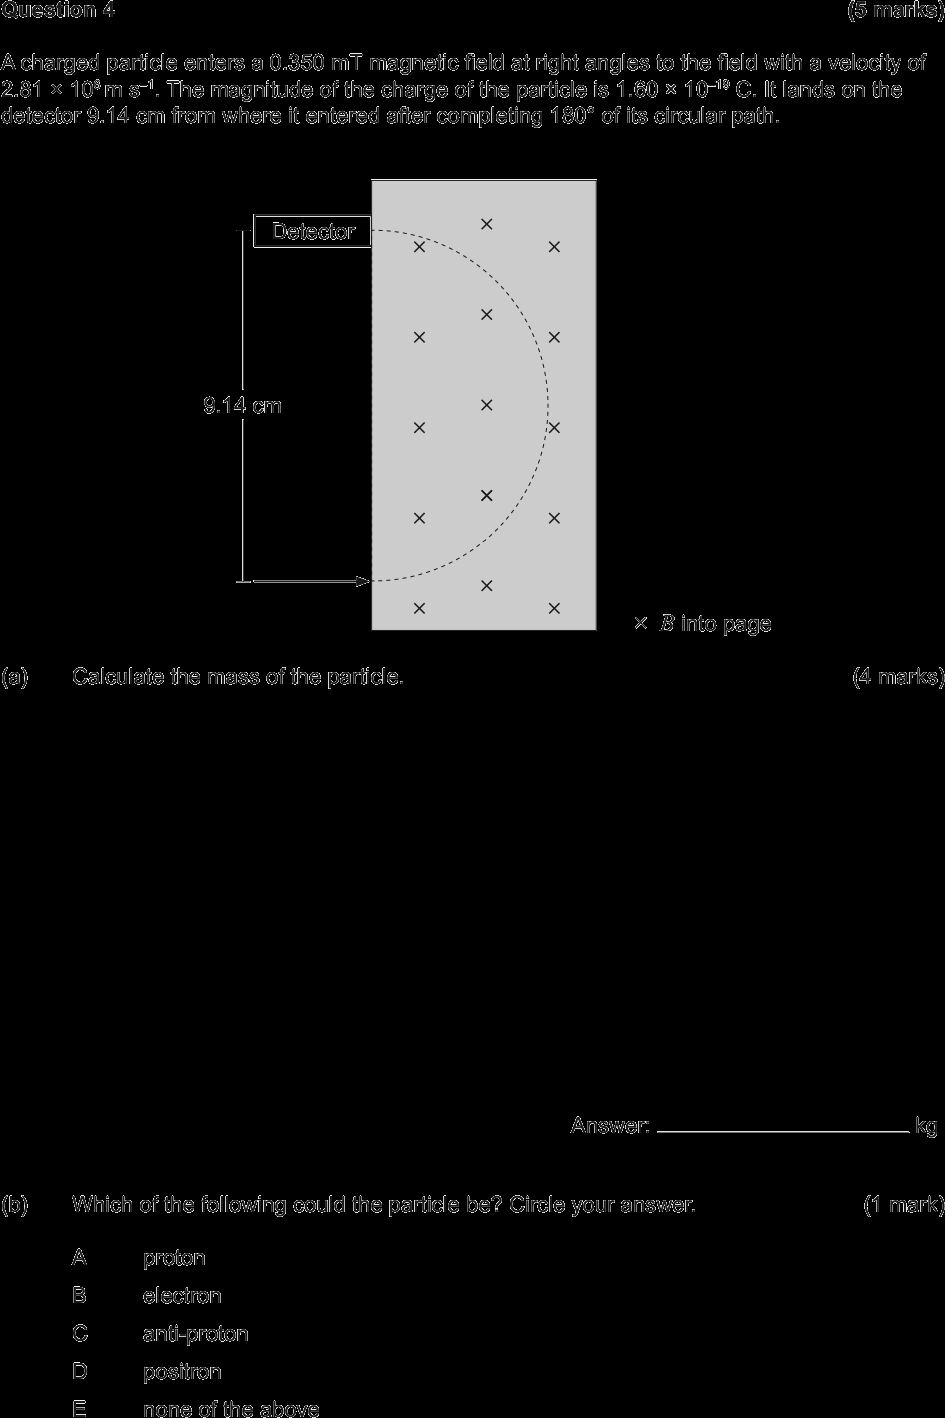 Question 4 (5 marks)
A charged particle enters a 0.350 mT magnetic field at right angles to the field with a velocity of
2.81 × 10⁶ m s⁻¹. The magnitude of the charge of the particle is 1.60 × 10⁻¹⁹ C. It lands on the
detector 9.14 cm from where it entered after completing 180° of its circular path.
Detector
9.14 cm
× B into page
(a) Calculate the mass of the particle. (4 marks)
Answer: ____________________ kg
(b) Which of the following could the particle be? Circle your answer. (1 mark)
A proton
B electron
C anti-proton
D positron
E none of the above